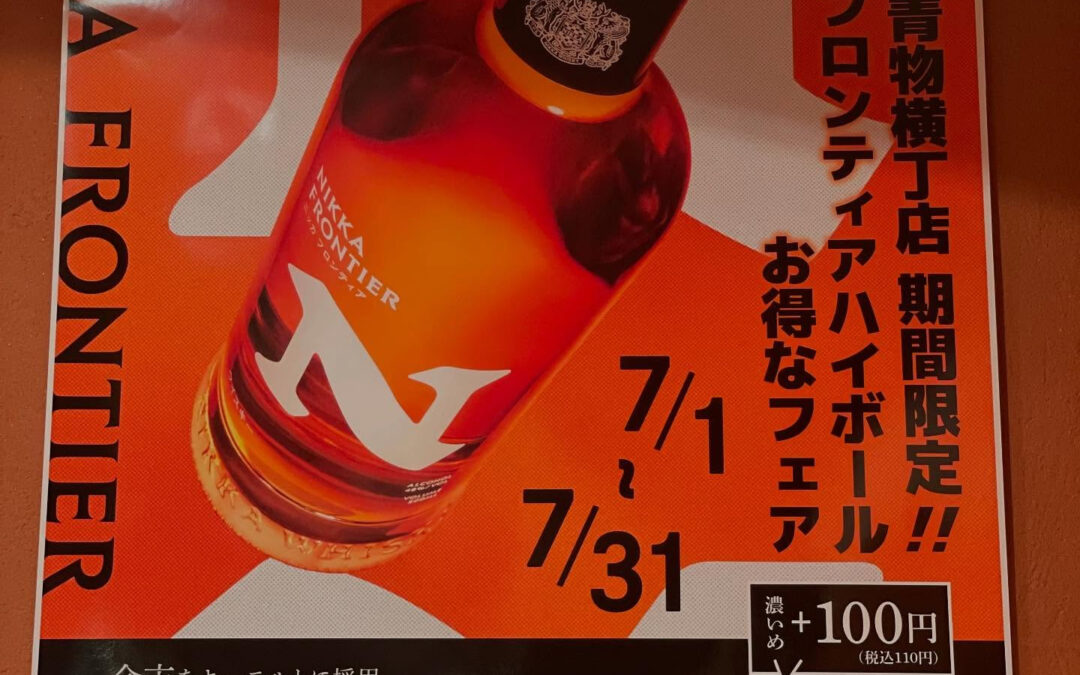 青物横丁店 期間限定!!
フロンティアハイボール
お得なフェア
A FRONTIER
NIKKA
FRONTIER
ニッカフロンティア
N
7/1
~
7/31
濃いめ
+100円
(税込110円)